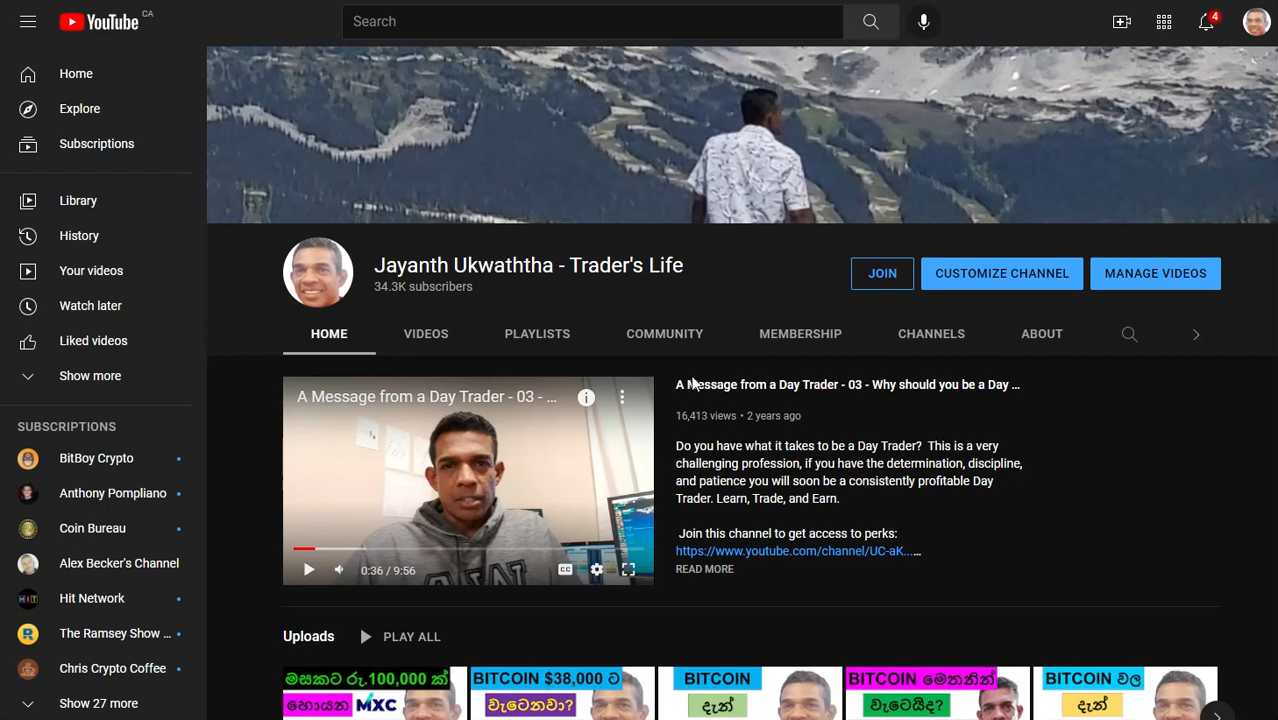 YouTube CA
Search
4
Home
Explore
Subscriptions
Library
History
Your videos
Watch later
Liked videos
Show more
SUBSCRIPTIONS
BitBoy Crypto
Anthony Pompliano
Coin Bureau
Alex Becker's Channel
HIT
Hit Network
The Ramsey Show ...
Chris Crypto Coffee
Show 27 more
Jayanth Ukwaththa - Trader's Life
34.3K subscribers
JOIN
CUSTOMIZE CHANNEL
MANAGE VIDEOS
HOME
VIDEOS
PLAYLISTS
COMMUNITY
MEMBERSHIP
CHANNELS
ABOUT
A Message from a Day Trader - 03 - ...
0:36 / 9:56
CC
A Message from a Day Trader - 03 - Why should you be a Day ...
16,413 views • 2 years ago
Do you have what it takes to be a Day Trader? This is a very
challenging profession, if you have the determination, discipline,
and patience you will soon be a consistently profitable Day
Trader. Learn, Trade, and Earn.
Join this channel to get access to perks:
https://www.youtube.com/channel/UC-aK...…
READ MORE
Uploads
PLAY ALL
මසකට රු.100,000 ක්
හොයන MXC
BITCOIN $38,000 ට
වැටෙනවා?
BITCOIN
දැන්
BITCOIN මෙතනින්
වැටෙයිද?
BITCOIN වල
දැන්